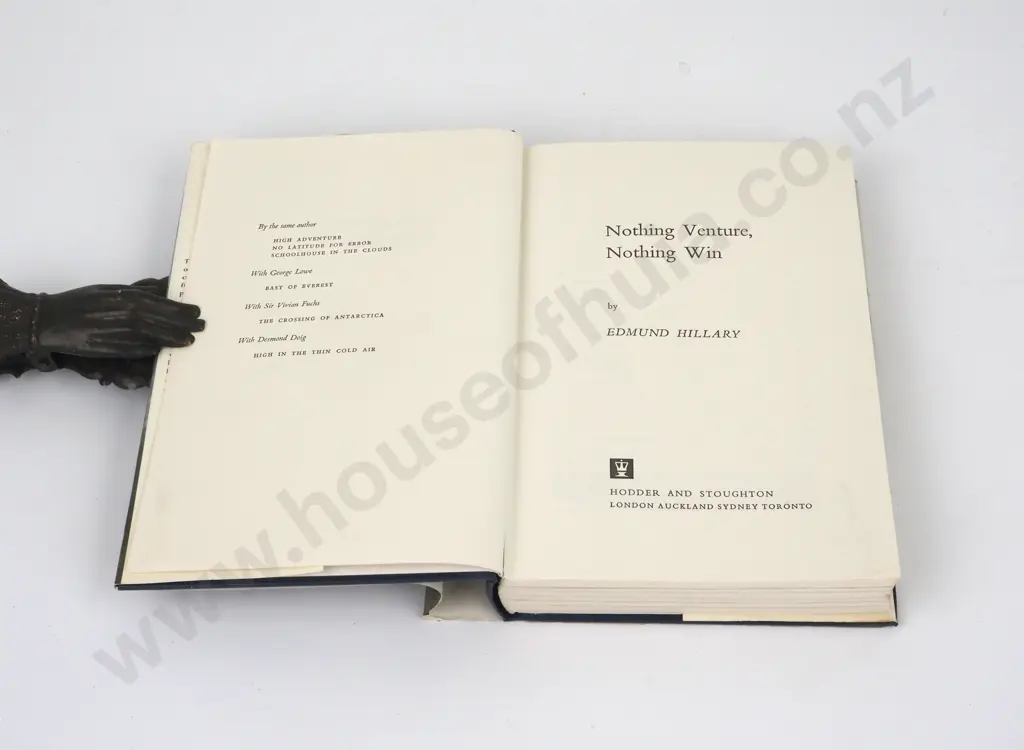 By the same author
HIGH ADVENTURE
NO LATITUDE FOR ERROR
SCHOOLHOUSE IN THE CLOUDS
With George Lowe
EAST OF EVEREST
With Sir Vivian Fuchs
THE CROSSING OF ANTARCTICA
With Desmond Doig
HIGH IN THE THIN COLD AIR
Nothing Venture,
Nothing Win
by
EDMUND HILLARY
HODDER AND STOUGHTON
LONDON AUCKLAND SYDNEY TORONTO
www.houseofhuia.co.nz